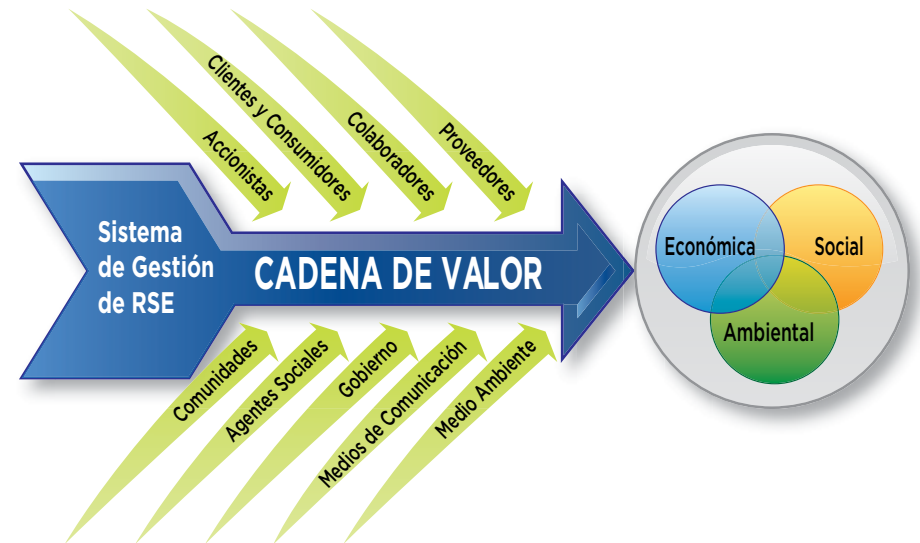 Accionistas
Clientes y Consumidores
Colaboradores
Proveedores
Sistema
de Gestión
de RSE
CADENA DE VALOR
Económica
Social
Ambiental
Comunidades
Agentes Sociales
Gobierno
Medios de Comunicación
Medio Ambiente